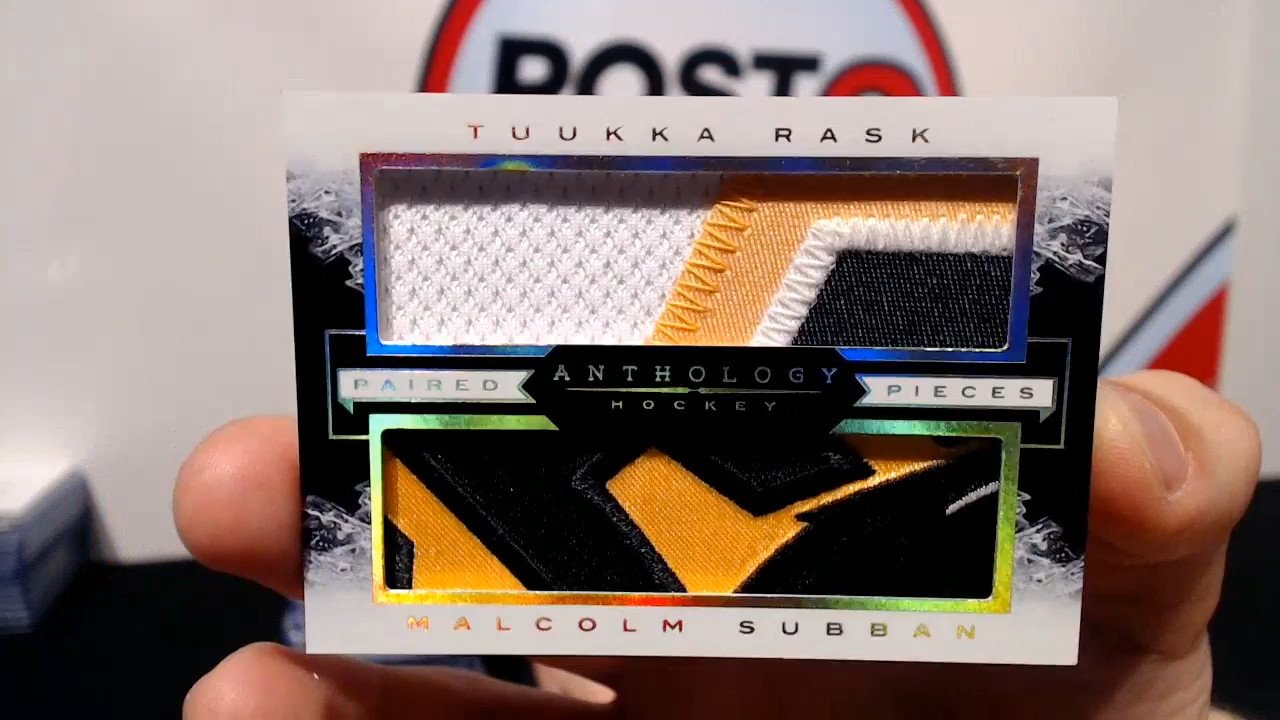 TUUKKA RASK
ANTHOLOGY
HOCKEY
PAIRED PIECES
MALCOLM SUBBAN